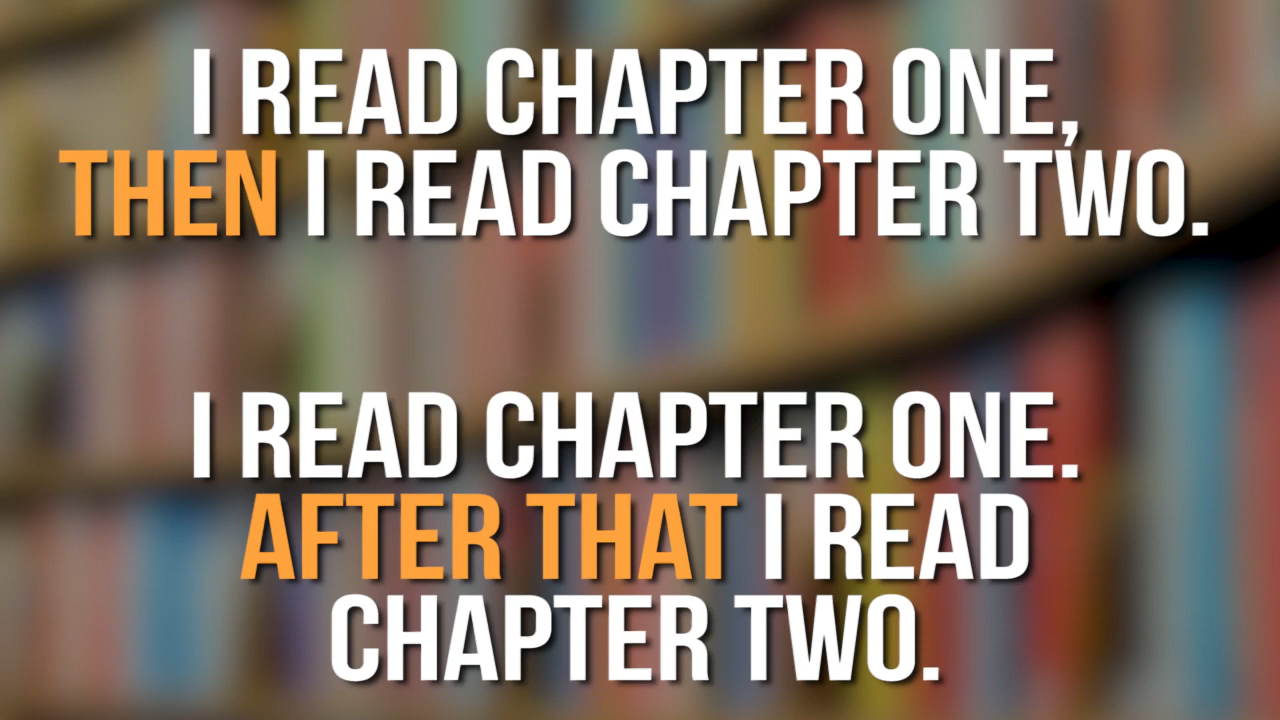 I READ CHAPTER ONE,
THEN I READ CHAPTER TWO.
I READ CHAPTER ONE.
AFTER THAT I READ
CHAPTER TWO.